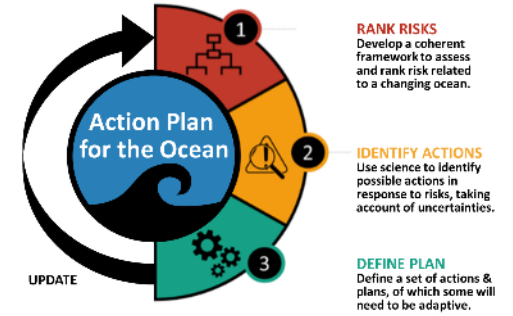 1
RANK RISKS
Develop a coherent
framework to assess
and rank risk related
to a changing ocean.
Action Plan
for the Ocean
2
IDENTIFY ACTIONS
Use science to identify
possible actions in
response to risks, taking
account of uncertainties.
3
DEFINE PLAN
Define a set of actions &
plans, of which some will
need to be adaptive.
UPDATE